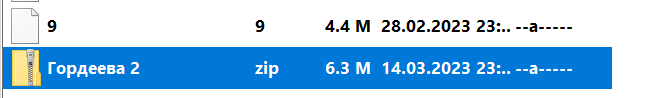 9 9 4.4 M 28.02.2023 23:.. --a-----
Гордеева 2 zip 6.3 M 14.03.2023 23:.. --a-----